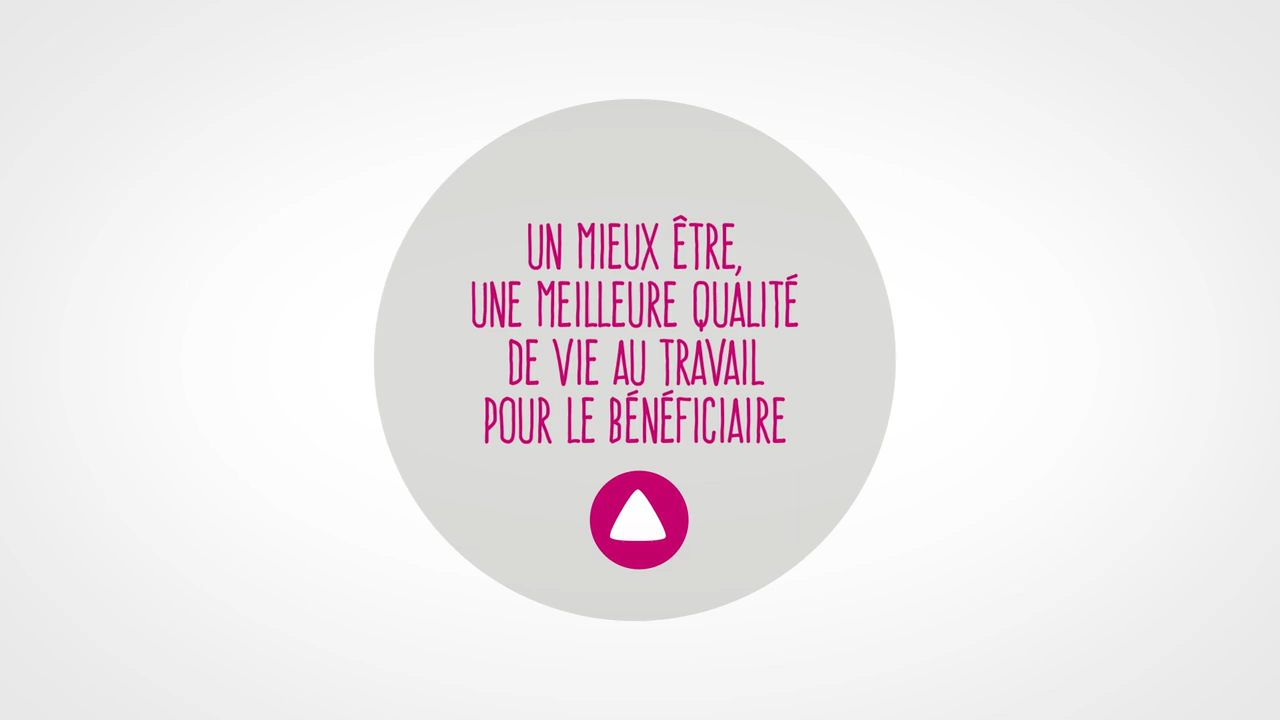 UN MIEUX ÊTRE,
UNE MEILLEURE QUALITÉ
DE VIE AU TRAVAIL
POUR LE BÉNÉFICIAIRE